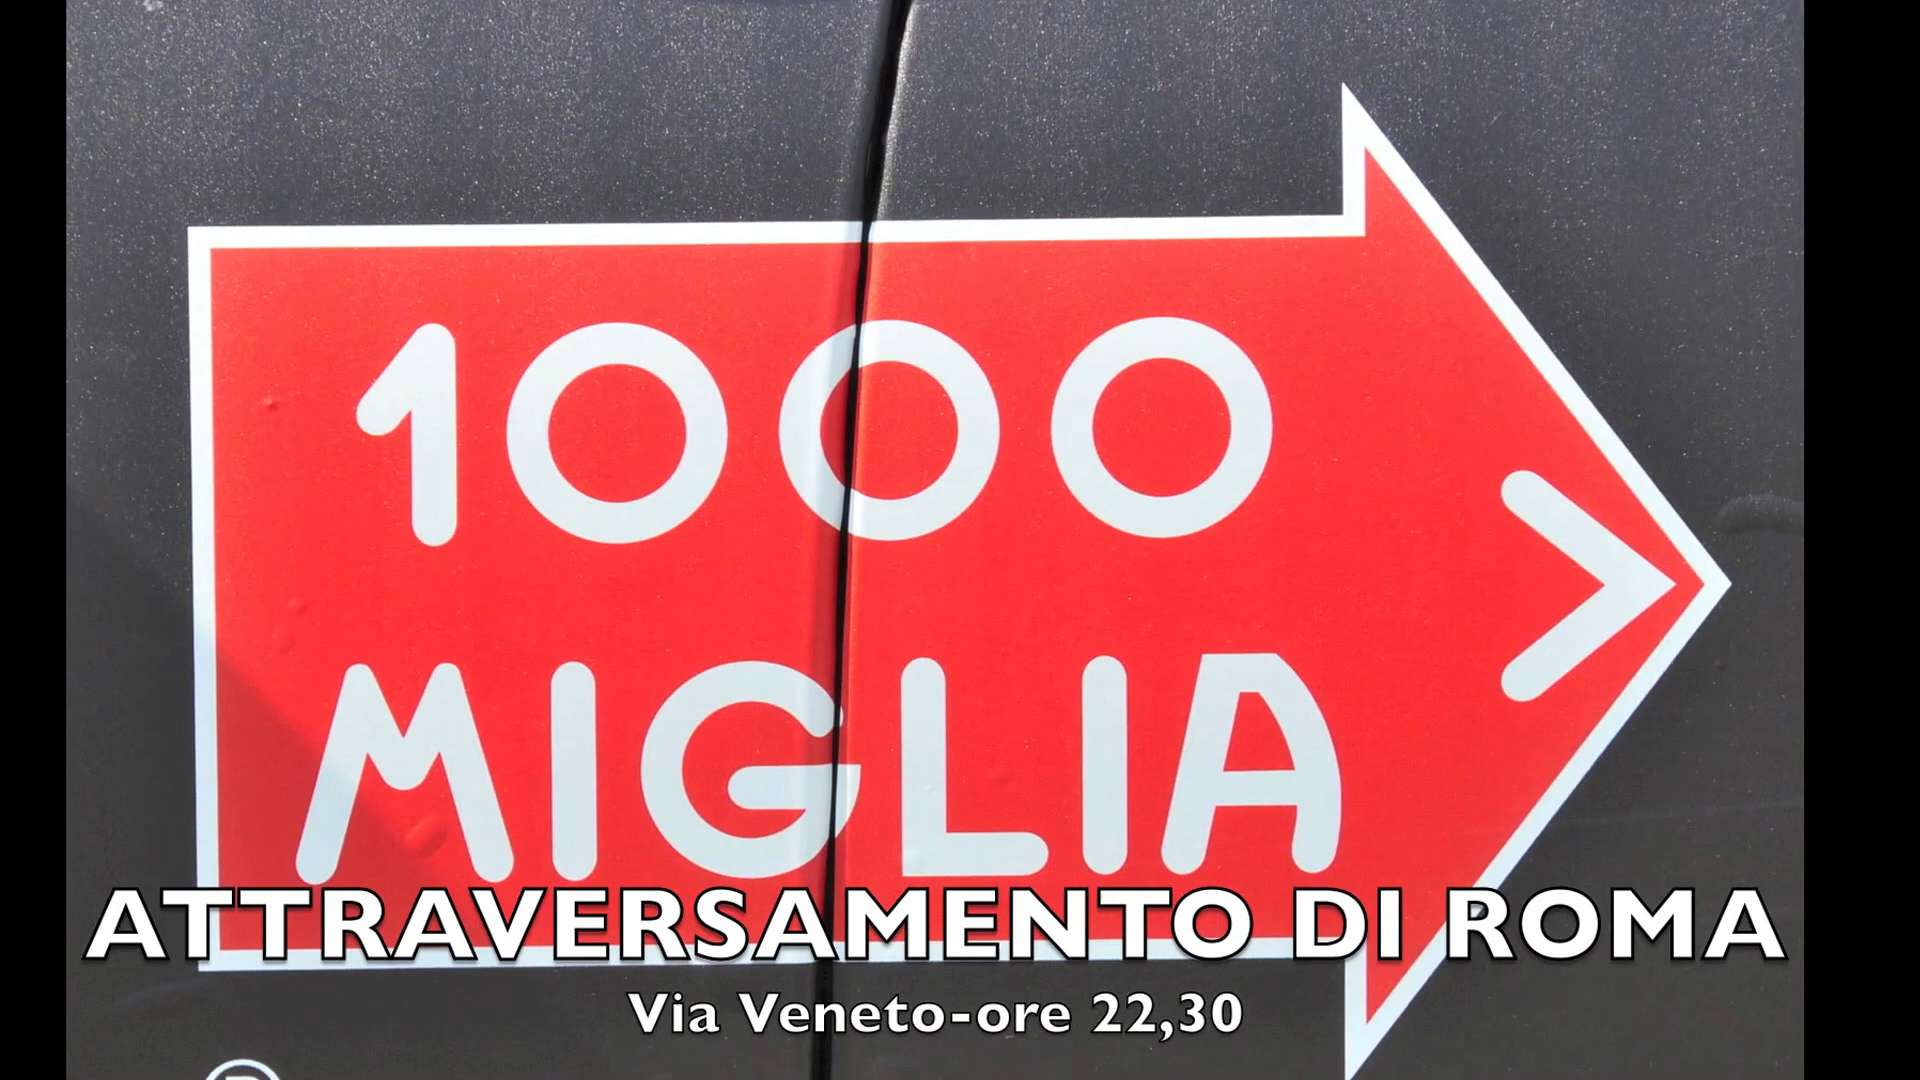 1000
MIGLIA
ATTRAVERSAMENTO DI ROMA
Via Veneto-ore 22,30
®